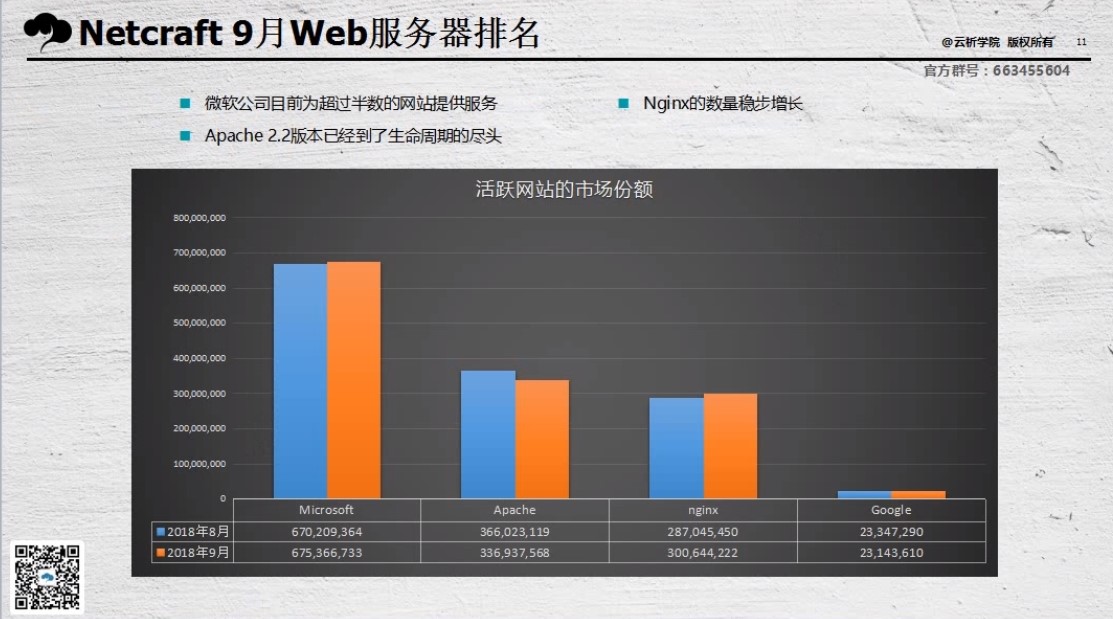 Netcraft 9月Web服务器排名
@云析学院 版权所有 11
官方群号：663455604
微软公司目前为超过半数的网站提供服务
Nginx的数量稳步增长
Apache 2.2版本已经到了生命周期的尽头
活跃网站的市场份额
800,000,000
700,000,000
600,000,000
500,000,000
400,000,000
300,000,000
200,000,000
100,000,000
0
Microsoft Apache nginx Google
2018年8月 670,209,364 366,023,119 287,045,450 23,347,290
2018年9月 675,366,733 336,937,568 300,644,222 23,143,610